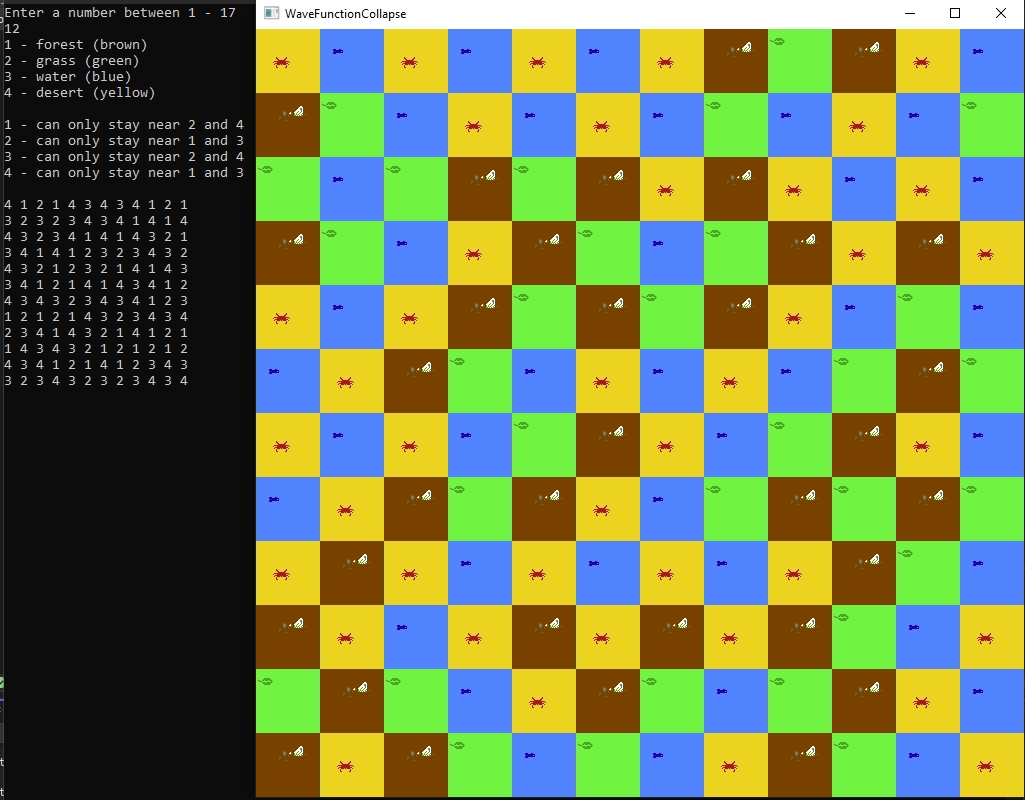 Enter a number between 1 - 17
12
1 - forest (brown)
2 - grass (green)
3 - water (blue)
4 - desert (yellow)
1 - can only stay near 2 and 4
2 - can only stay near 1 and 3
3 - can only stay near 2 and 4
4 - can only stay near 1 and 3
4 1 2 1 4 3 4 3 4 1 2 1
3 2 3 2 3 4 3 4 1 4 1 4
4 3 2 3 4 1 4 1 4 3 2 1
3 4 1 4 1 2 3 2 3 4 3 2
4 3 2 1 2 3 2 1 4 1 4 3
3 4 1 2 1 4 1 4 3 4 1 2
4 3 4 3 2 3 4 3 4 1 2 3
1 2 1 2 1 4 3 2 3 4 3 4
2 3 4 1 4 3 2 1 4 1 2 1
1 4 3 4 3 2 1 2 1 2 1 2
4 3 4 1 2 1 4 1 2 3 4 3
3 2 3 4 3 2 3 2 3 4 3 4
WaveFunctionCollapse